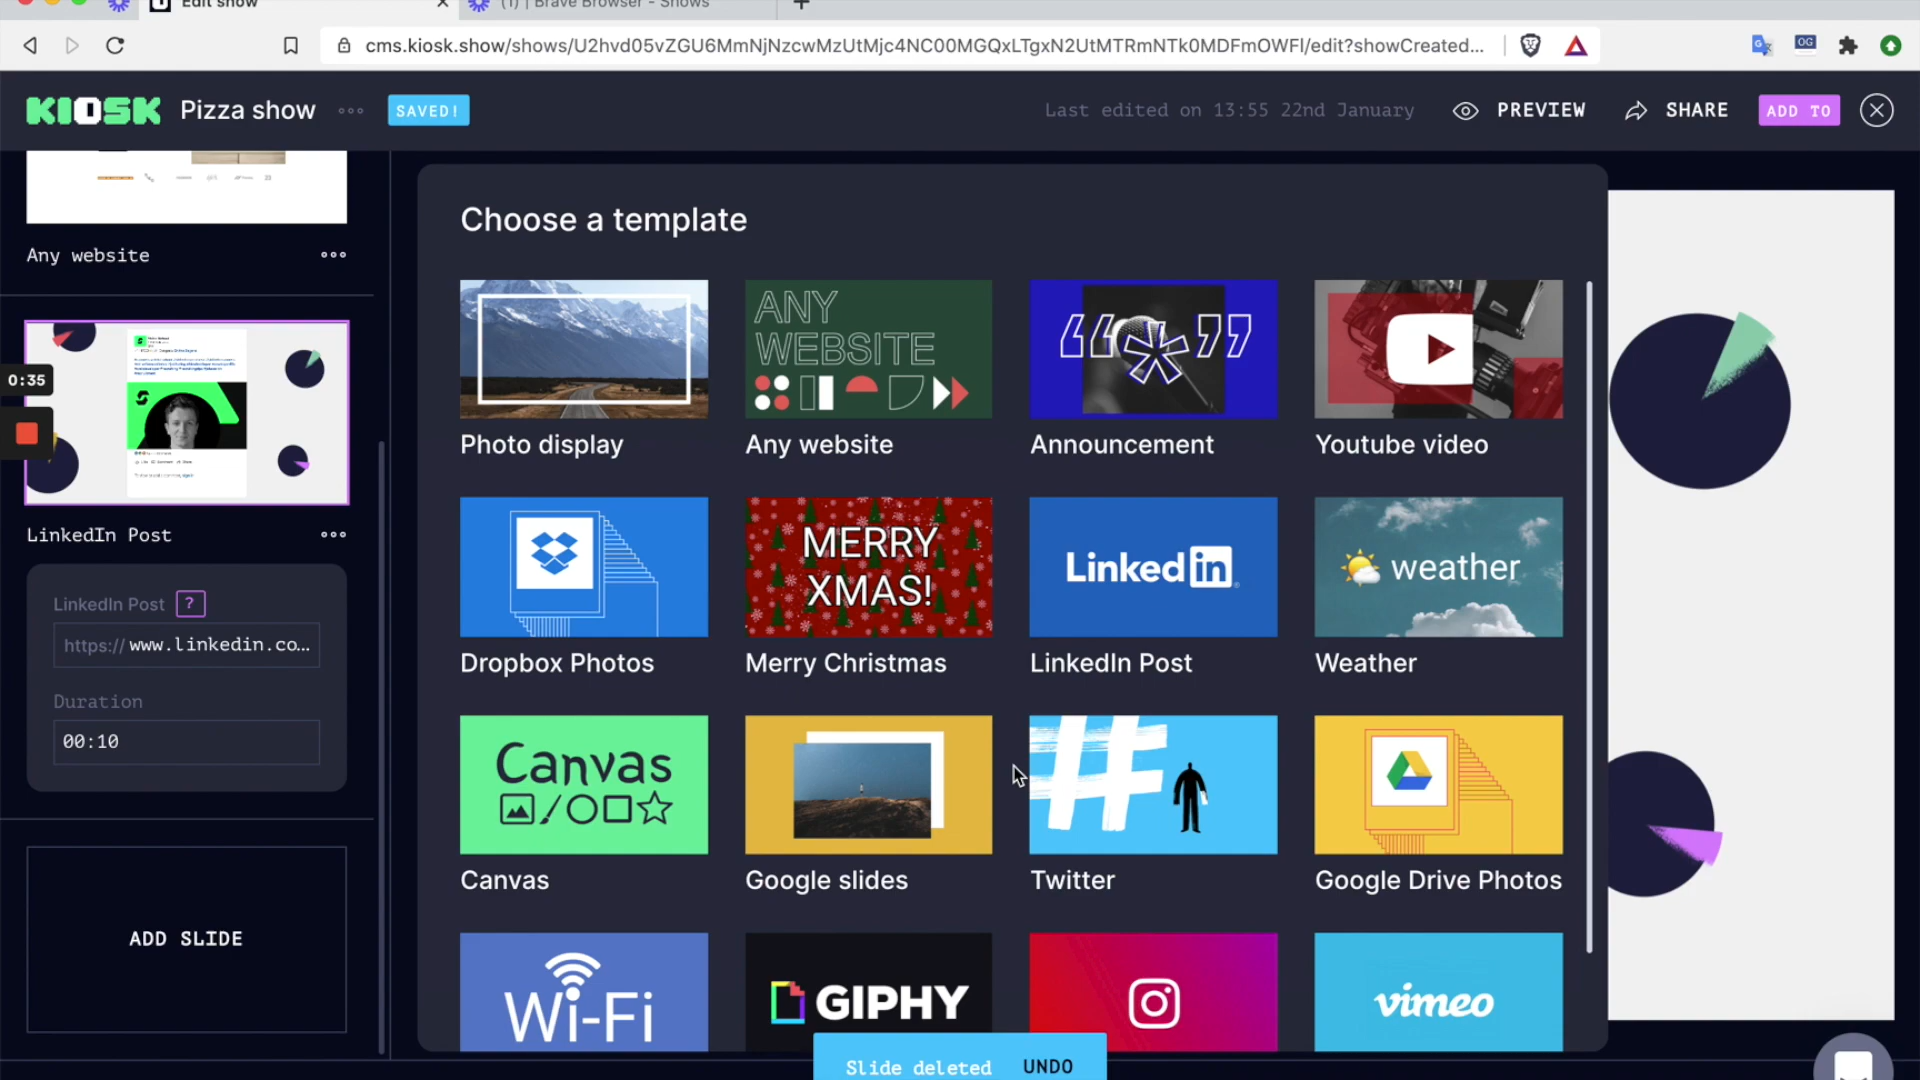 Edit show
(1) | Brave Browser - Shows
cms.kiosk.show/shows/U2hvd05vZGU6MmNjNzcwMzUtMjc4NC00MGQxLTgxN2UtMTRmNTk0MDFmOWFl/edit?showCreated...
OG
KIOSK
Pizza show
SAVED!
Last edited on 13:55 22nd January
PREVIEW
SHARE
ADD TO
Any website
0:35
LinkedIn Post
LinkedIn Post ?
https:// www.linkedin.co...
Duration
00:10
ADD SLIDE
Choose a template
ANY
WEBSITE
Photo display
Any website
Announcement
Youtube video
MERRY
XMAS!
Linked in
weather
Dropbox Photos
Merry Christmas
LinkedIn Post
Weather
Canvas
#
Canvas
Google slides
Twitter
Google Drive Photos
Wi-Fi
GIPHY
vimeo
Slide deleted UNDO